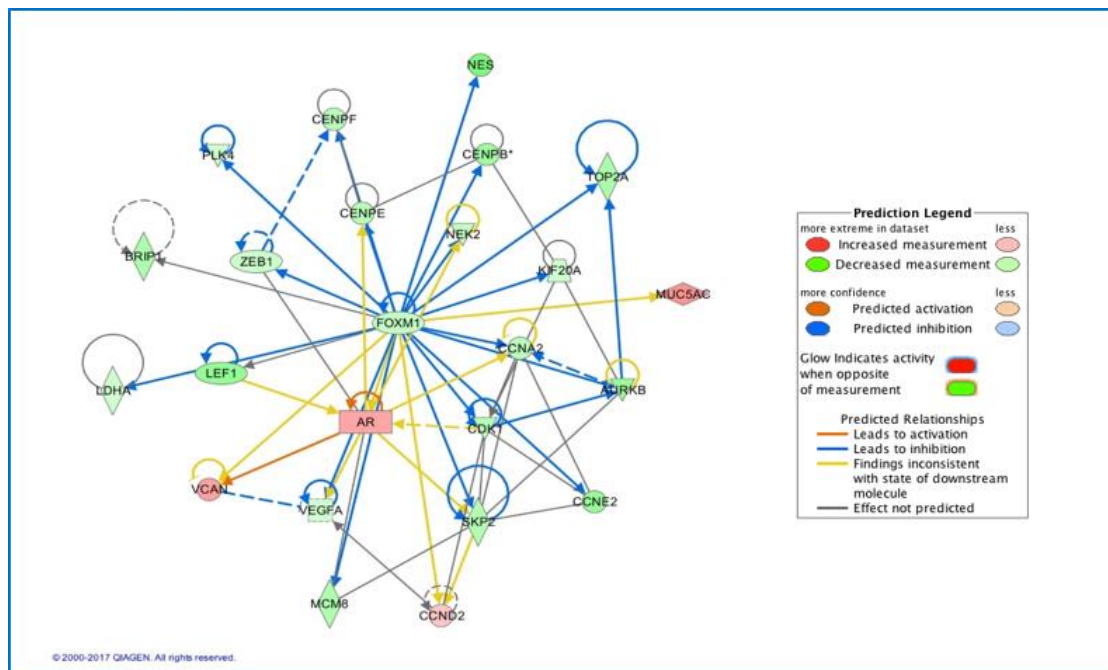 NES
CENPF
PLK4
CENPB*
TOP2A
CENPE
NEK2
BRIP1
ZEB1
KIF20A
MUC5AC
FOXM1
CCNA2
LEF1
LDHA
AURKB
AR
CDK1
VCAN
VEGFA
CCNE2
SKP2
MCM8
CCND2
Prediction Legend
more extreme in dataset less
Increased measurement
Decreased measurement
more confidence less
Predicted activation
Predicted inhibition
Glow Indicates activity
when opposite
of measurement
Predicted Relationships
Leads to activation
Leads to inhibition
Findings inconsistent
with state of downstream
molecule
Effect not predicted
© 2000-2017 QIAGEN. All rights reserved.